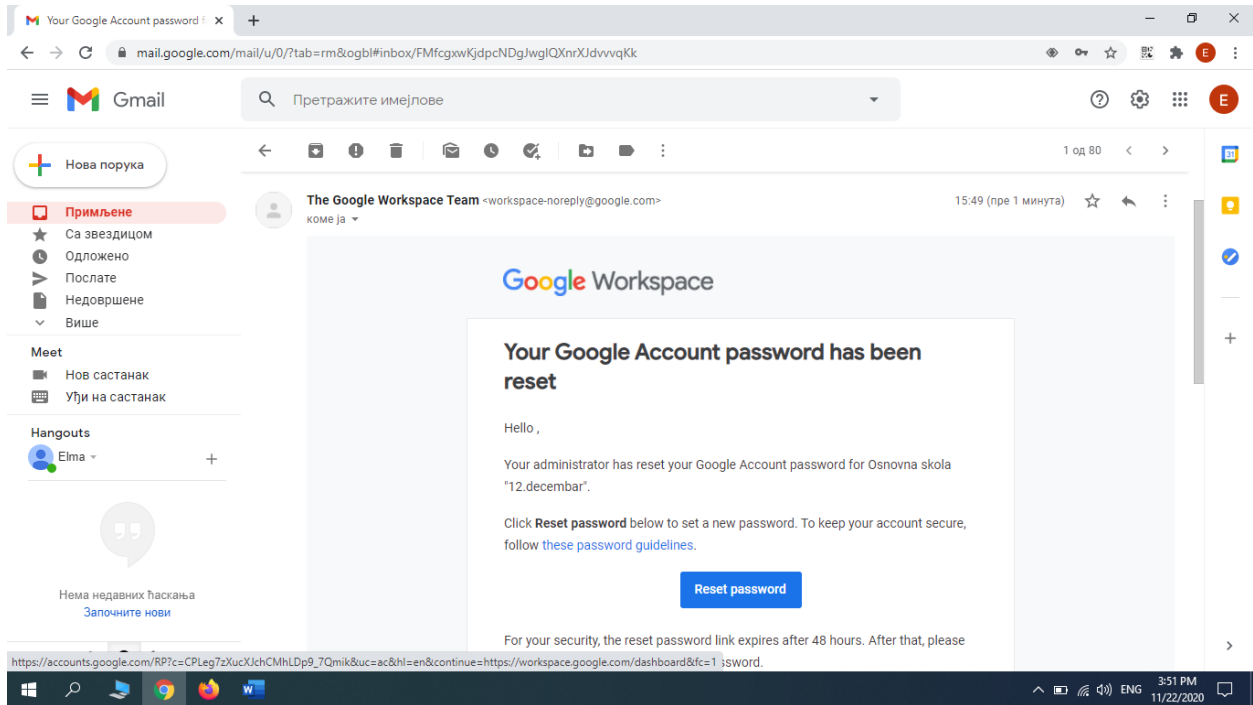 Your Google Account password f
mail.google.com/mail/u/0/?tab=rm&ogbl#inbox/FMfcgxwKjdpcNDgJwglQXnrXJdvvvqKk
E
Gmail
Претражите имејлове
E
Нова порука
1 од 80
31
Примљене
Са звездицом
Одложено
Послате
Недовршене
Више
The Google Workspace Team <workspace-noreply@google.com>
15:49 (пре 1 минута)
коме ја
Meet
Нов састанак
Уђи на састанак
Hangouts
Elma
Нема недавних ћаскања
Започните нови
Google Workspace
Your Google Account password has been
reset
Hello ,
Your administrator has reset your Google Account password for Osnovna skola
"12.decembar".
Click Reset password below to set a new password. To keep your account secure,
follow these password guidelines.
Reset password
For your security, the reset password link expires after 48 hours. After that, please
ssword.
https://accounts.google.com/RP?c=CPLeg7zXucXJchCMhLDp9_7Qmik&uc=ac&hl=en&continue=https://workspace.google.com/dashboard&fc=1
ENG
3:51 PM
11/22/2020